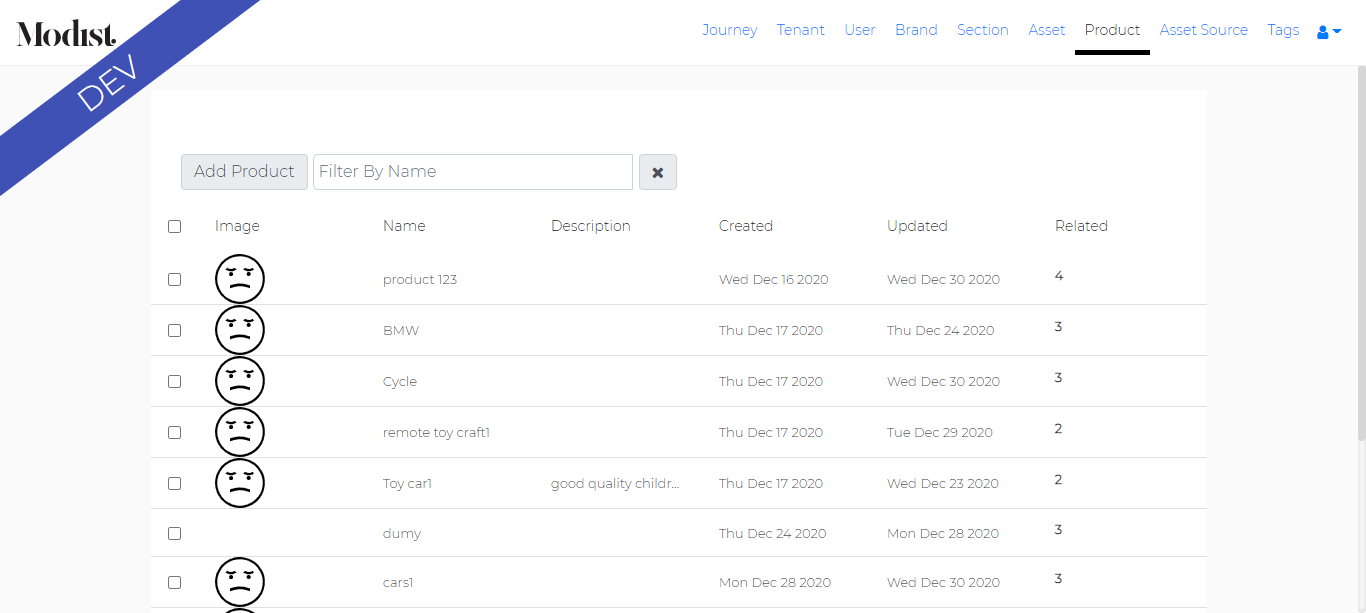 Modist.
DEV
Journey Tenant User Brand Section Asset Product Asset Source Tags
Add Product Filter By Name
Image Name Description Created Updated Related
product 123 Wed Dec 16 2020 Wed Dec 30 2020 4
BMW Thu Dec 17 2020 Thu Dec 24 2020 3
Cycle Thu Dec 17 2020 Wed Dec 30 2020 3
remote toy craft1 Thu Dec 17 2020 Tue Dec 29 2020 2
Toy car1 good quality childr... Thu Dec 17 2020 Wed Dec 23 2020 2
dumy Thu Dec 24 2020 Mon Dec 28 2020 3
cars1 Mon Dec 28 2020 Wed Dec 30 2020 3